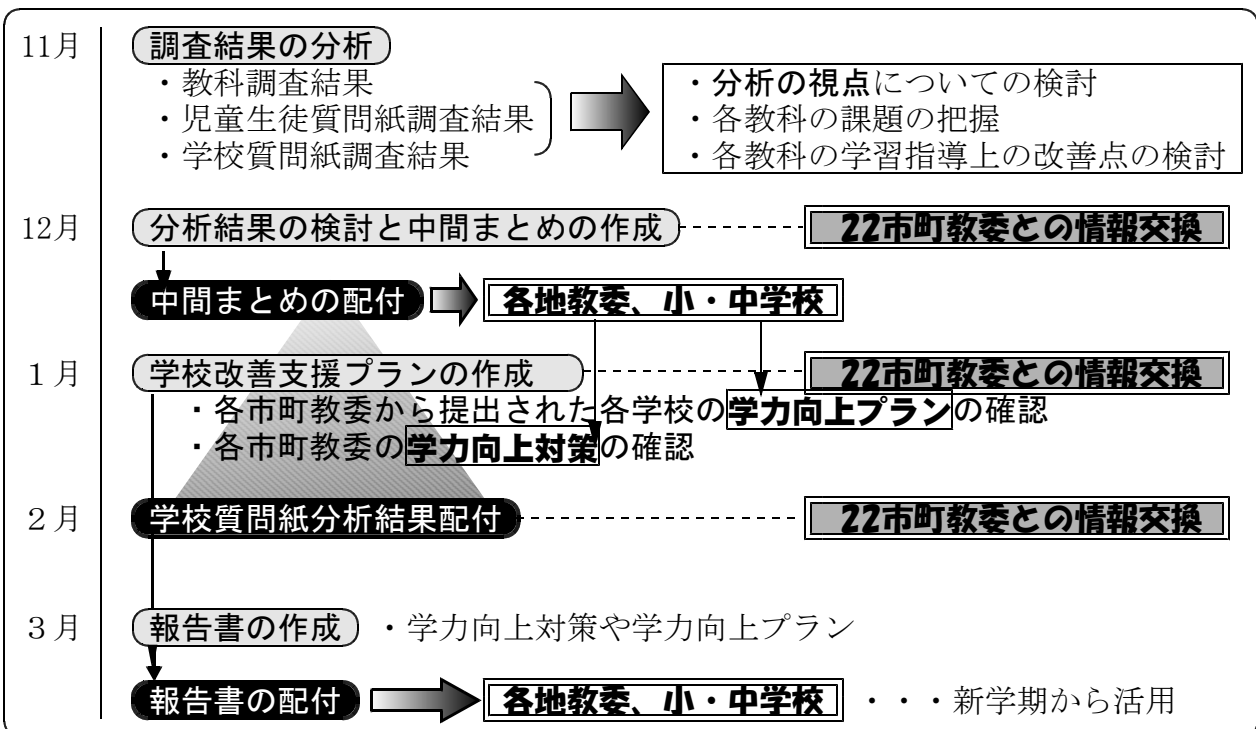 11月 調査結果の分析
・教科調査結果
・児童生徒質問紙調査結果
・学校質問紙調査結果
・分析の視点についての検討
・各教科の課題の把握
・各教科の学習指導上の改善点の検討
12月 分析結果の検討と中間まとめの作成 22市町教委との情報交換
中間まとめの配付 各地教委、小・中学校
1月 学校改善支援プランの作成 22市町教委との情報交換
・各市町教委から提出された各学校の学力向上プランの確認
・各市町教委の学力向上対策の確認
2月 学校質問紙分析結果配付 22市町教委との情報交換
3月 報告書の作成 ・学力向上対策や学力向上プラン
報告書の配付 各地教委、小・中学校 ・・・新学期から活用